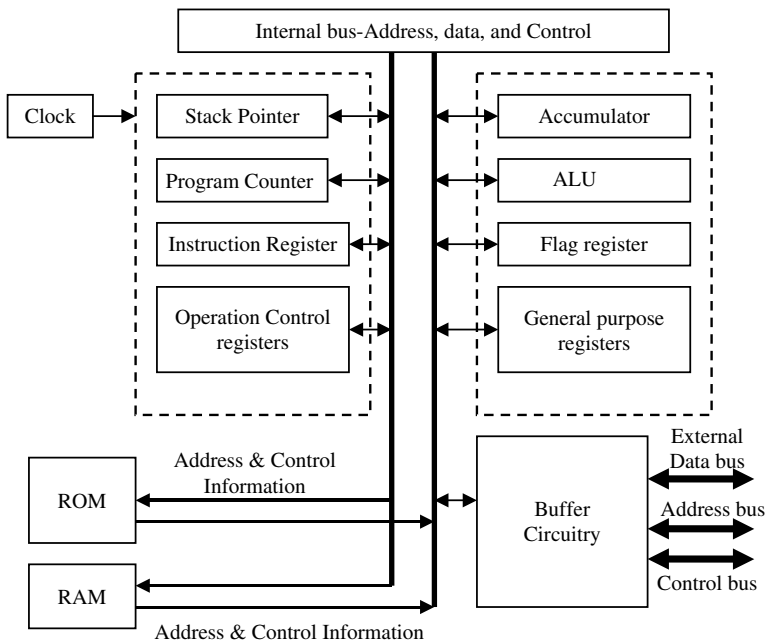 Internal bus-Address, data, and Control
Clock
Stack Pointer
Program Counter
Instruction Register
Operation Control
registers
Accumulator
ALU
Flag register
General purpose
registers
ROM
Address & Control
Information
RAM
Address & Control Information
Buffer
Circuitry
External
Data bus
Address bus
Control bus